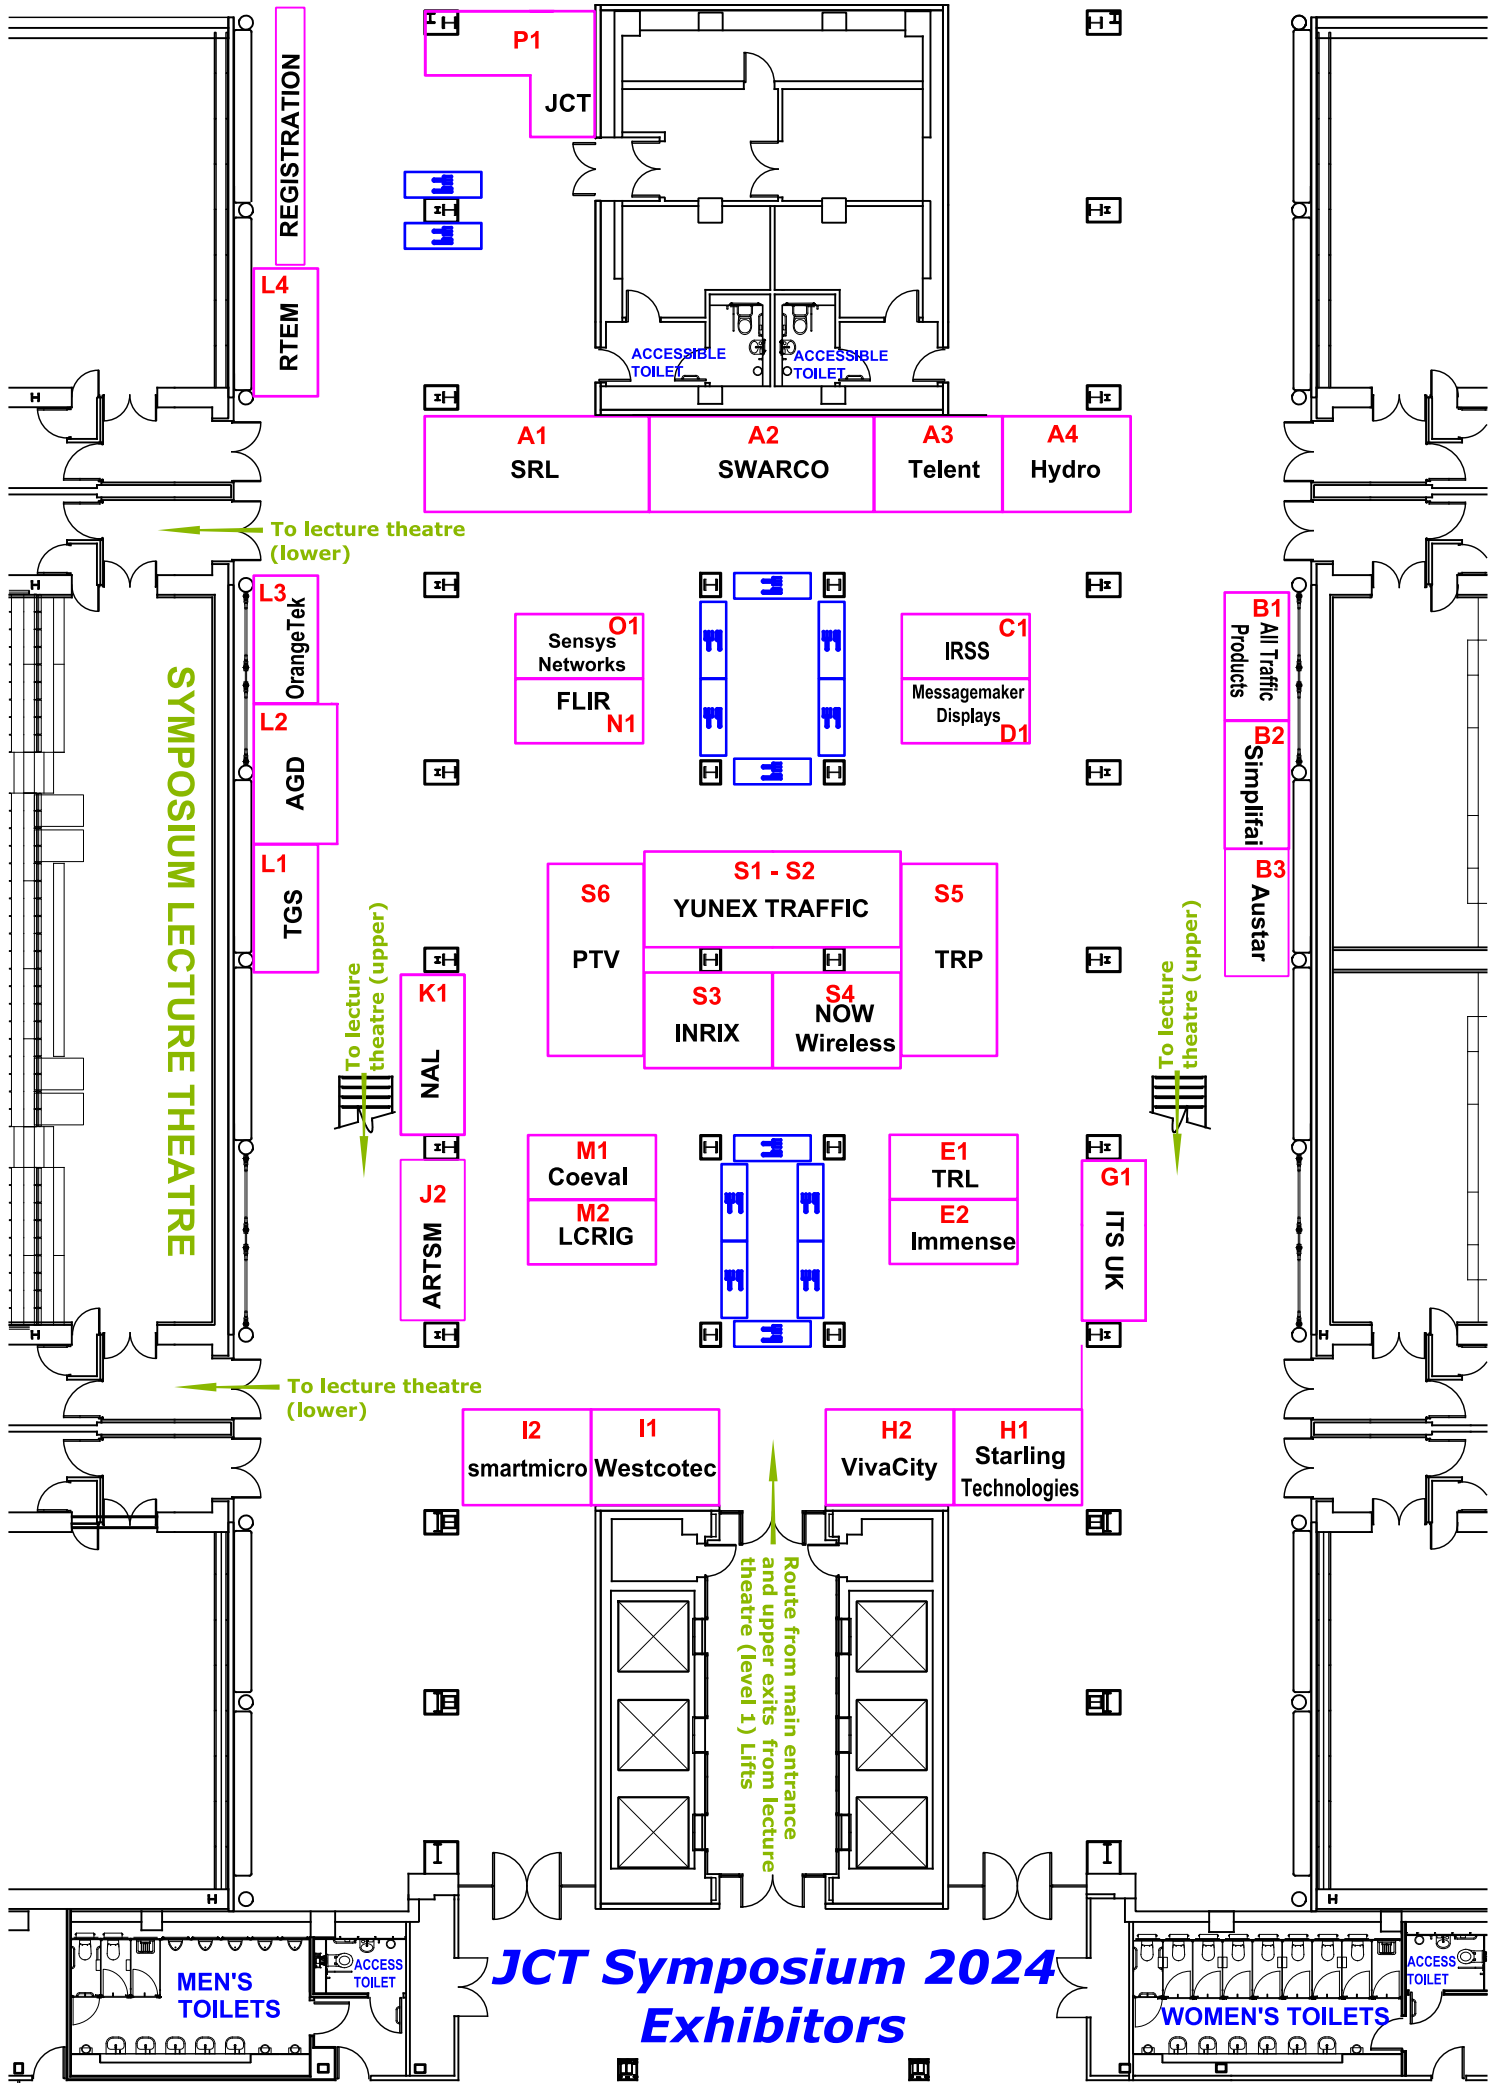 P1
JCT
REGISTRATION
L4
RTEM
ACCESSIBLE
TOILET
ACCESSIBLE
TOILET
A1
SRL
A2
SWARCO
A3
Telent
A4
Hydro
To lecture theatre
(lower)
L3
OrangeTek
L2
AGD
L1
TGS
SYMPOSIUM LECTURE THEATRE
O1
Sensys
Networks
FLIR
N1
C1
IRSS
Messagemaker
Displays
D1
B1
All Traffic
Products
B2
Simplifai
B3
Austar
S6
PTV
S1 - S2
YUNEX TRAFFIC
S5
TRP
S3
INRIX
S4
NOW
Wireless
To lecture
theatre (upper)
To lecture
theatre (upper)
K1
NAL
J2
ARTSM
M1
Coeval
M2
LCRIG
E1
TRL
E2
Immense
G1
ITS UK
To lecture theatre
(lower)
I2
smartmicro
I1
Westcotec
H2
VivaCity
H1
Starling
Technologies
Route from main entrance
and upper exits from lecture
theatre (level 1) Lifts
MEN'S
TOILETS
ACCESS
TOILET
JCT Symposium 2024
Exhibitors
WOMEN'S TOILETS
ACCESS
TOILET